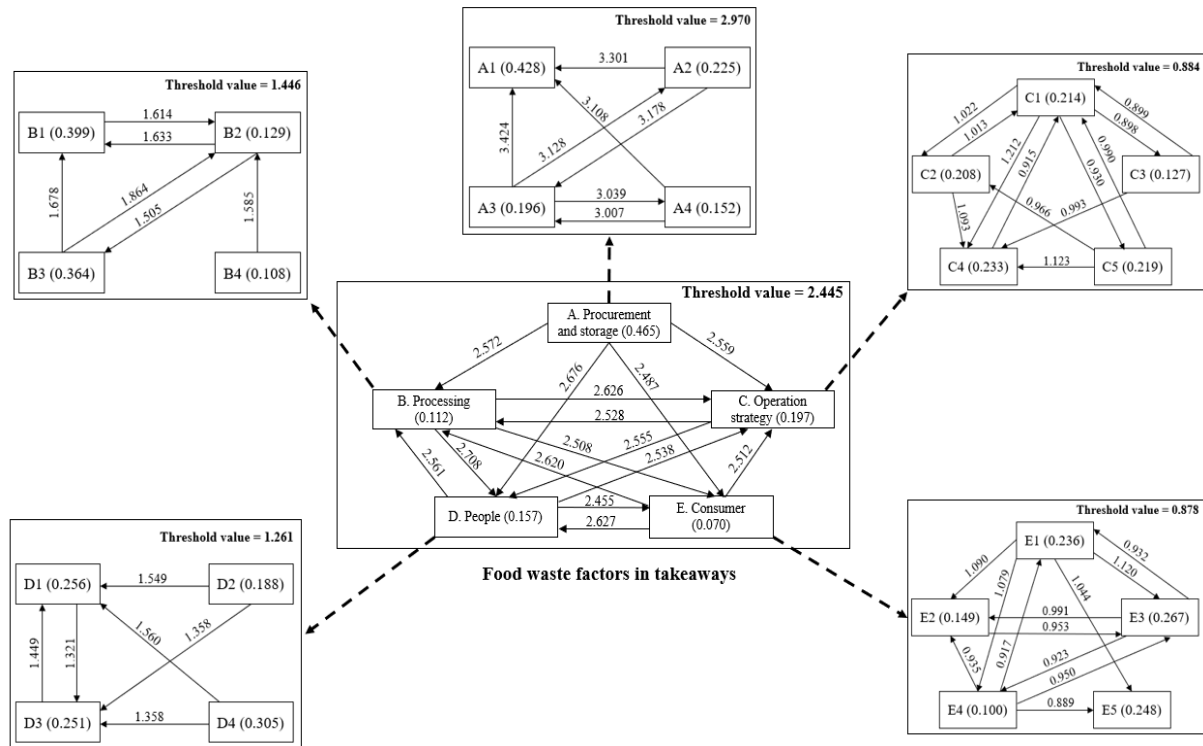 Threshold value = 2.970
A1 (0.428)
3.301
A2 (0.225)
3.424
3.128
3.178
3.108
A3 (0.196)
3.039
3.007
A4 (0.152)
Threshold value = 1.446
B1 (0.399)
1.614
1.633
B2 (0.129)
1.678
1.864
1.505
1.585
B3 (0.364)
B4 (0.108)
Threshold value = 0.884
C1 (0.214)
1.022
1.013
0.899
0.898
C2 (0.208)
1.212
0.915
0.990
0.930
C3 (0.127)
1.093
0.966
0.993
C4 (0.233)
1.123
C5 (0.219)
Threshold value = 2.445
A. Procurement
and storage (0.465)
2.572
2.676
2.487
2.559
B. Processing
(0.112)
2.626
2.528
C. Operation
strategy (0.197)
2.561
2.708
2.620
2.508
2.555
2.538
2.512
D. People (0.157)
2.455
2.627
E. Consumer
(0.070)
Food waste factors in takeaways
Threshold value = 1.261
D1 (0.256)
1.549
D2 (0.188)
1.449
1.321
1.560
1.358
D3 (0.251)
1.358
D4 (0.305)
Threshold value = 0.878
E1 (0.236)
1.090
1.079
1.044
1.120
0.932
E2 (0.149)
0.991
0.953
E3 (0.267)
0.935
0.917
0.923
0.950
E4 (0.100)
0.889
E5 (0.248)